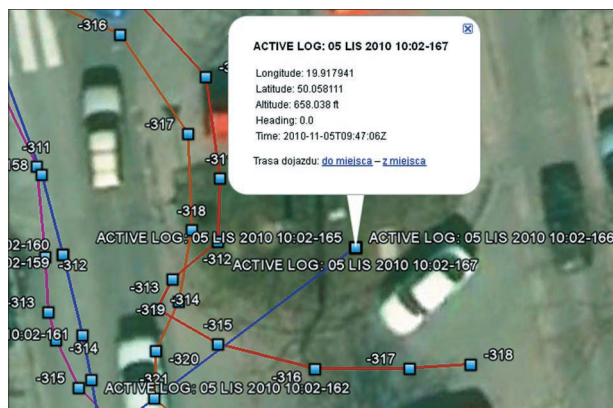 -316
ACTIVE LOG: 05 LIS 2010 10:02-167
Longitude: 19.917941
Latitude: 50.058111
Altitude: 658.038 ft
Heading: 0.0
Time: 2010-11-05T09:47:06Z
Trasa dojazdu: do miejsca – z miejsca
-317
-311
-318
ACTIVE LOG: 05 LIS 2010 10:02-165
ACTIVE LOG: 05 LIS 2010 10:02-166
02-160
-312
-312
02-159
ACTIVE LOG: 05 LIS 2010 10:02-167
-313
-313
-314
-319
10:02-161
-314
-315
-320
-316
-317
-318
-315
-321
ACTIVE LOG: 05 LIS 2010 10:02-162